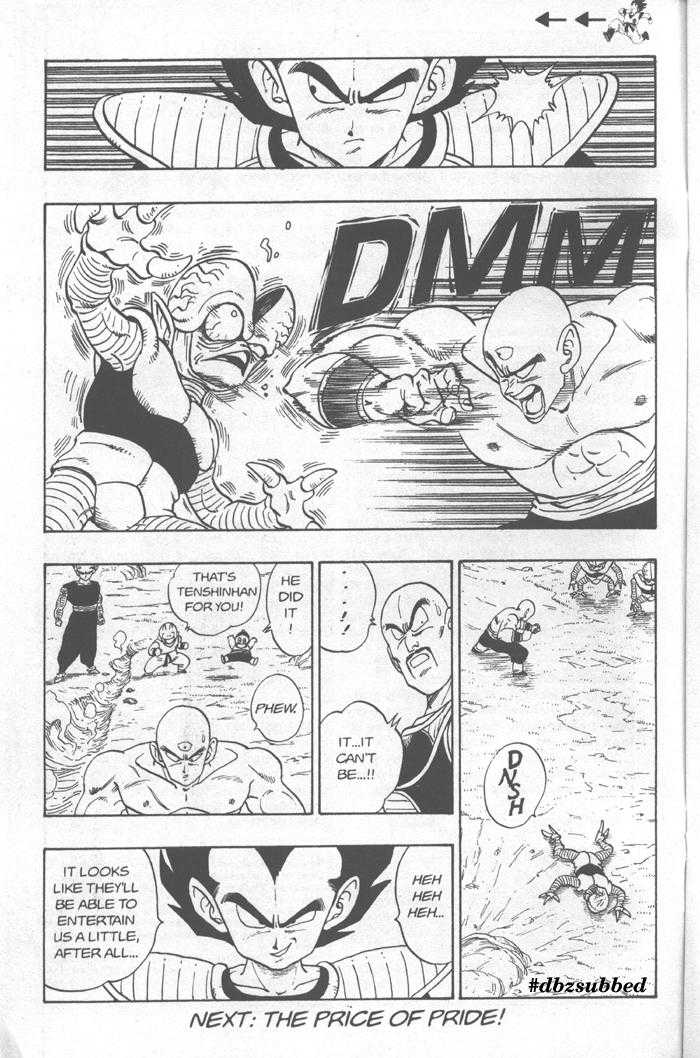 DMM
DNSH
...!!
IT...IT
CAN'T
BE...!!
HE
DID
IT
!
THAT'S
TENSHINHAN
FOR YOU!
PHEW.
HEH
HEH
HEH...
IT LOOKS
LIKE THEY'LL
BE ABLE TO
ENTERTAIN
US A LITTLE,
AFTER ALL...
#dbzsubbed
NEXT: THE PRICE OF PRIDE!